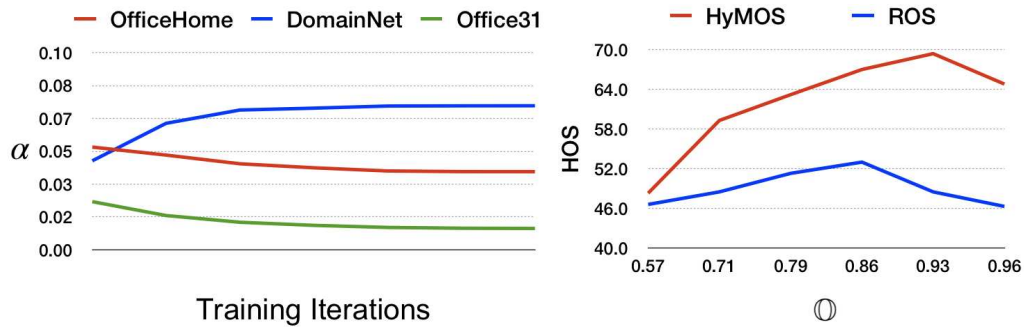 OfficeHome DomainNet Office31
0.10
0.08
0.07
0.05
0.03
0.02
0.00
α
Training Iterations
HyMOS ROS
70.0
64.0
58.0
52.0
46.0
40.0
HOS
0.57 0.71 0.79 0.86 0.93 0.96
𝕆